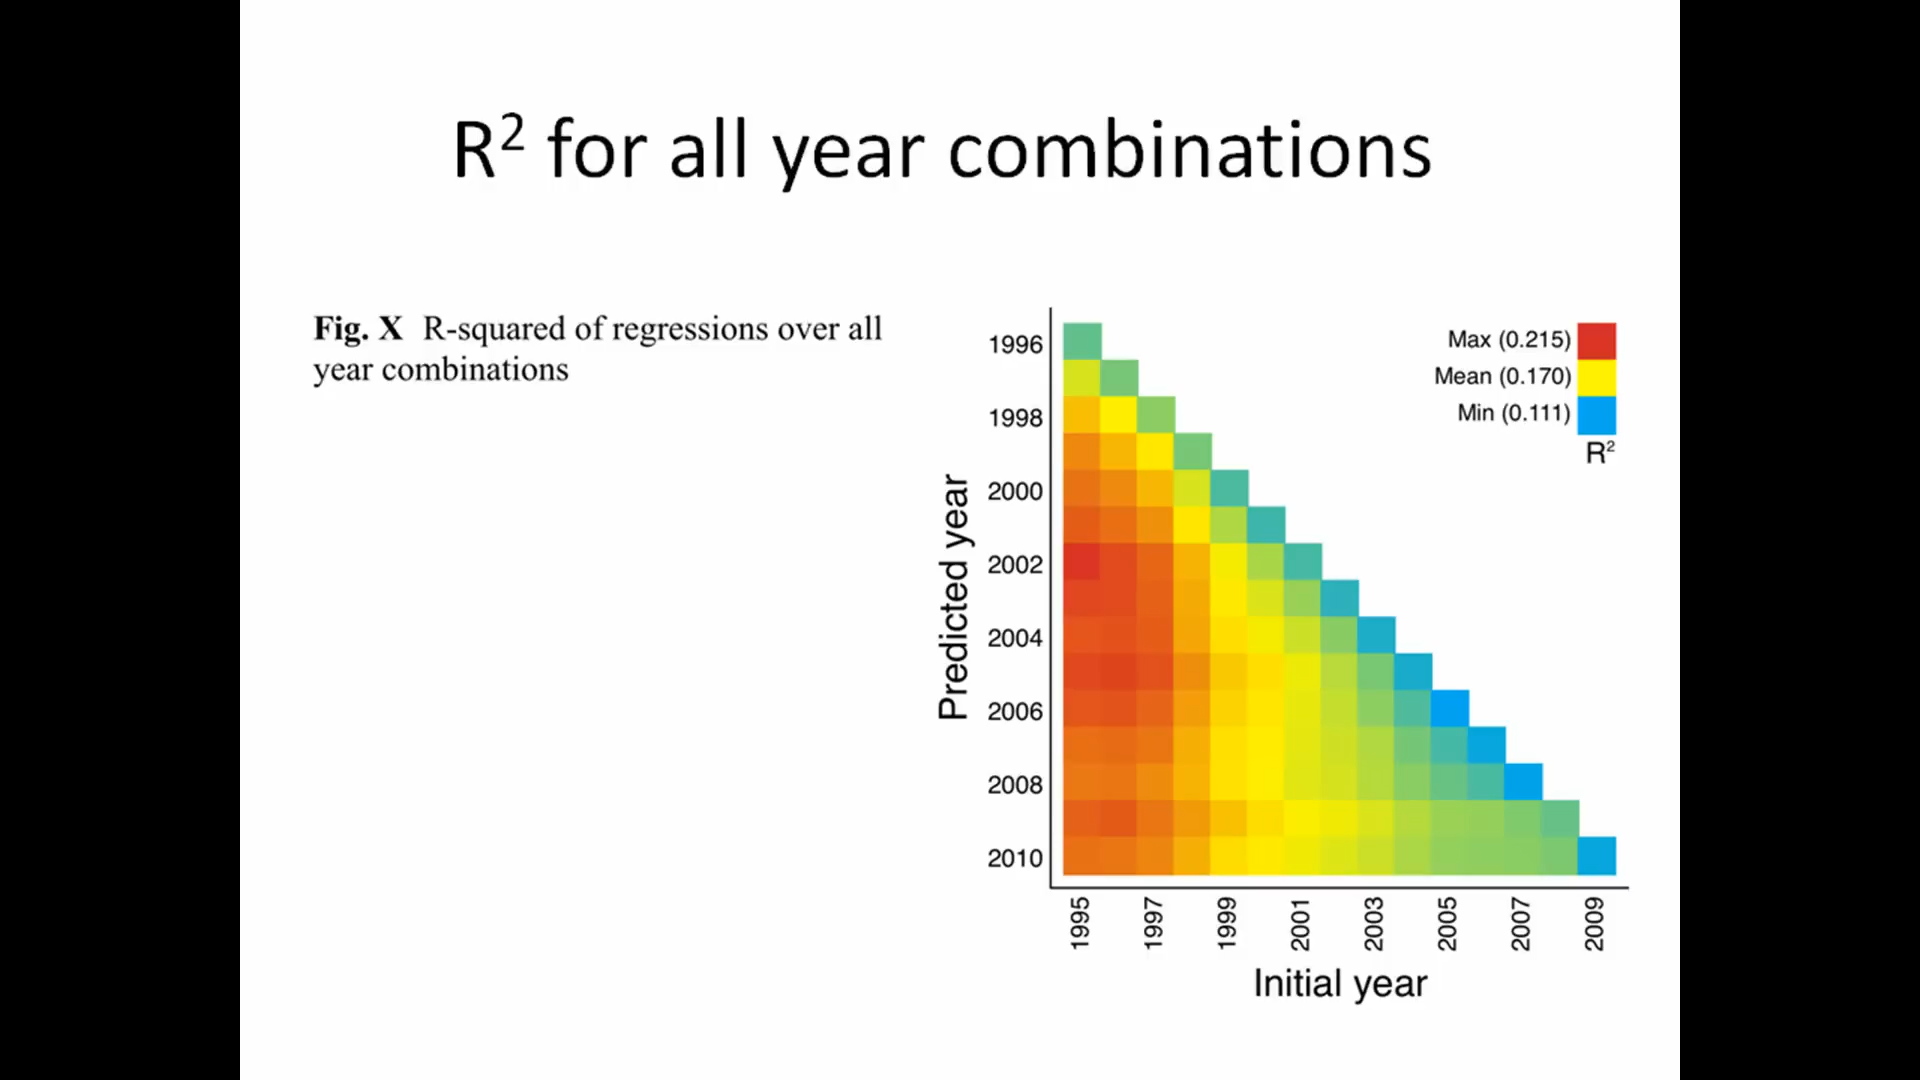 R² for all year combinations
Fig. X R-squared of regressions over all
year combinations
Max (0.215)
Mean (0.170)
Min (0.111)
R²
Predicted year
1996
1998
2000
2002
2004
2006
2008
2010
1995
1997
1999
2001
2003
2005
2007
2009
Initial year